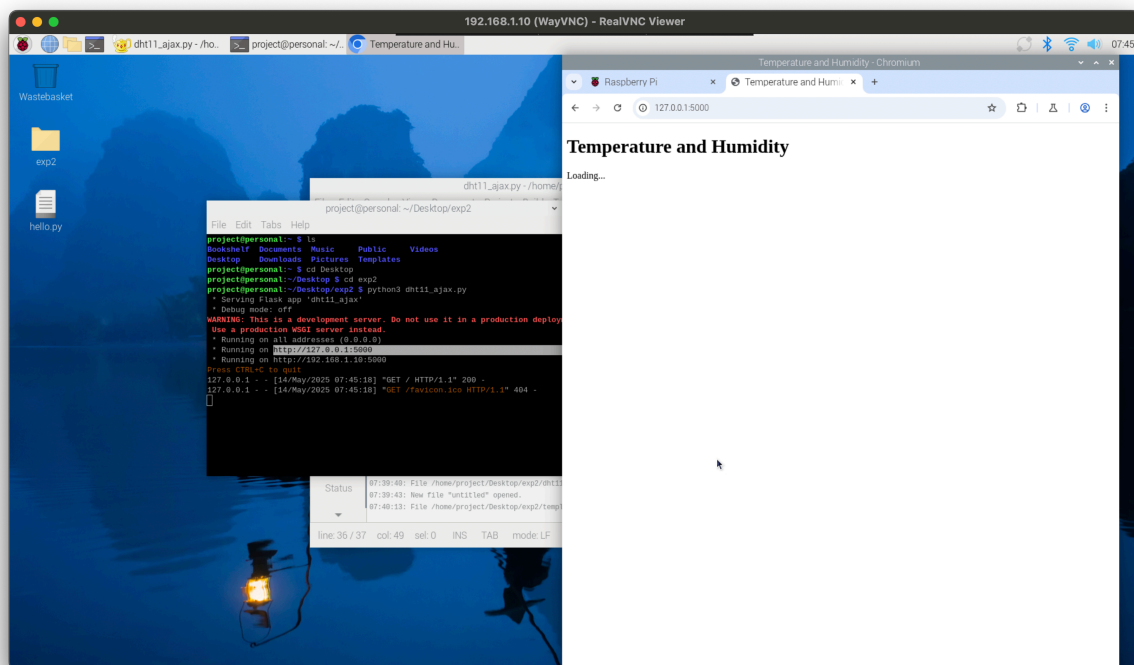 192.168.1.10 (WayVNC) - RealVNC Viewer
dht11_ajax.py - /ho..
project@personal: ~/..
Temperature and Hu..
07:45
Wastebasket
exp2
hello.py
dht11_ajax.py - /home/p
project@personal: ~/Desktop/exp2
File Edit Tabs Help
project@personal:~ $ ls
Bookshelf Documents Music Public Videos
Desktop Downloads Pictures Templates
project@personal:~ $ cd Desktop
project@personal:~/Desktop $ cd exp2
project@personal:~/Desktop/exp2 $ python3 dht11_ajax.py
* Serving Flask app 'dht11_ajax'
* Debug mode: off
WARNING: This is a development server. Do not use it in a production deploym
Use a production WSGI server instead.
* Running on all addresses (0.0.0.0)
* Running on http://127.0.0.1:5000
* Running on http://192.168.1.10:5000
Press CTRL+C to quit
127.0.0.1 - - [14/May/2025 07:45:18] "GET / HTTP/1.1" 200 -
127.0.0.1 - - [14/May/2025 07:45:18] "GET /favicon.ico HTTP/1.1" 404 -
Status
07:39:40: File /home/project/Desktop/exp2/dht11
07:39:43: New file "untitled" opened.
07:40:13: File /home/project/Desktop/exp2/templ
line: 36 / 37 col: 49 sel: 0 INS TAB mode: LF
Temperature and Humidity - Chromium
Raspberry Pi
Temperature and Humi
127.0.0.1:5000
Temperature and Humidity
Loading...